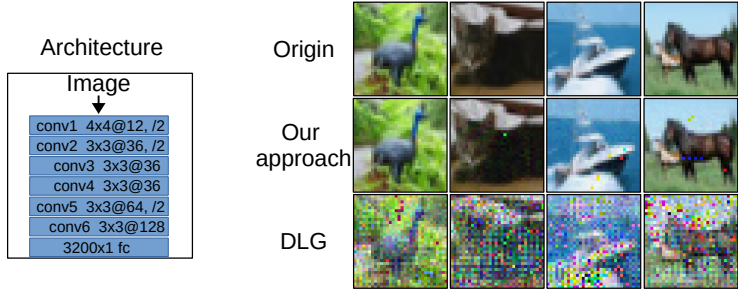 Architecture
Image
conv1 4x4@12, /2
conv2 3x3@36, /2
conv3 3x3@36
conv4 3x3@36
conv5 3x3@64, /2
conv6 3x3@128
3200x1 fc
Origin
Our
approach
DLG